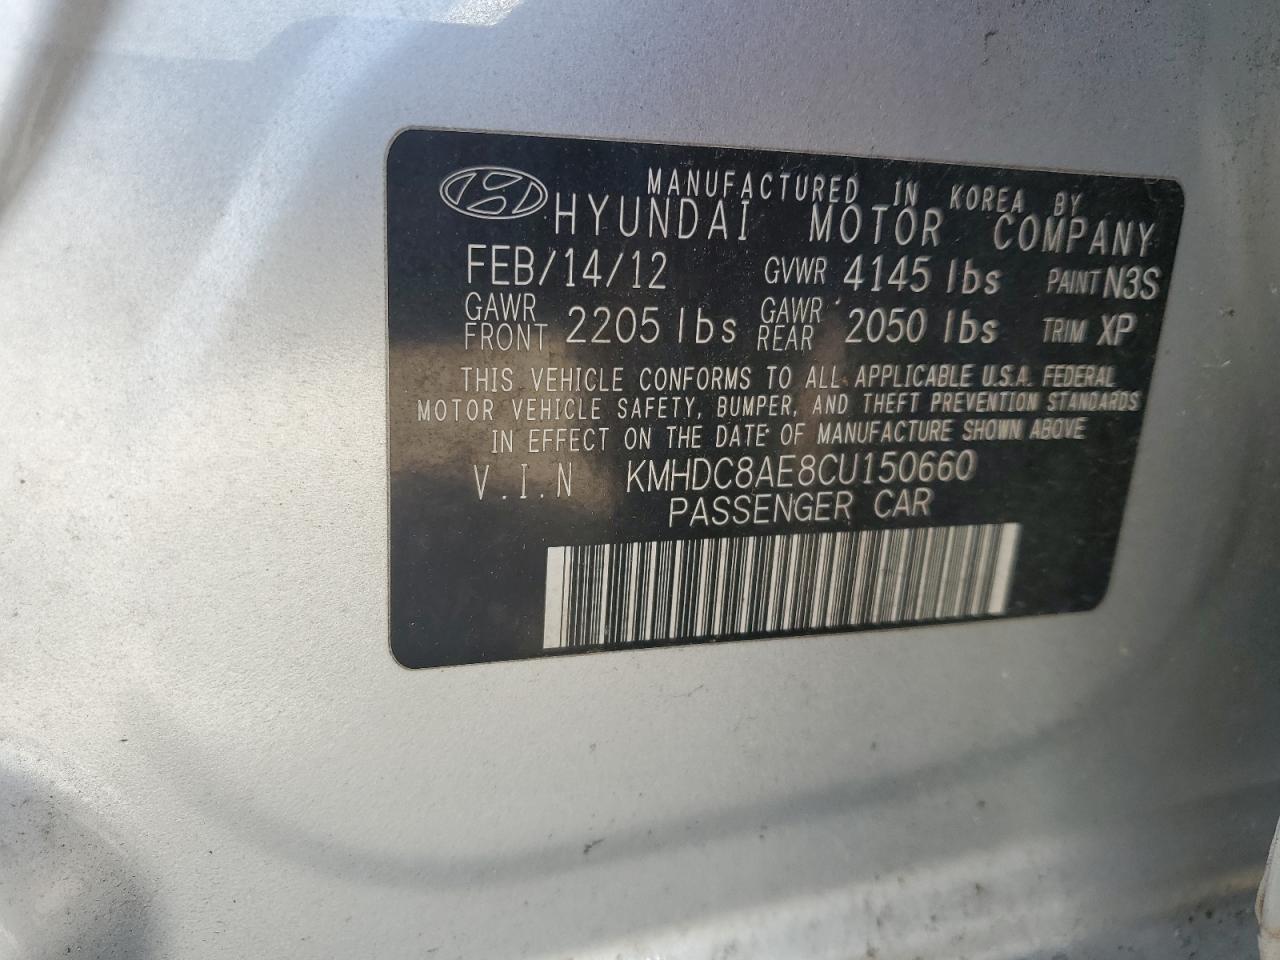 MANUFACTURED IN KOREA BY
HYUNDAI MOTOR COMPANY
FEB/14/12 GVWR 4145 lbs PAINT N3S
GAWR FRONT 2205 lbs GAWR REAR 2050 lbs TRIM XP
THIS VEHICLE CONFORMS TO ALL APPLICABLE U.S.A. FEDERAL
MOTOR VEHICLE SAFETY, BUMPER, AND THEFT PREVENTION STANDARDS
IN EFFECT ON THE DATE OF MANUFACTURE SHOWN ABOVE
V.I.N KMHDC8AE8CU150660
PASSENGER CAR